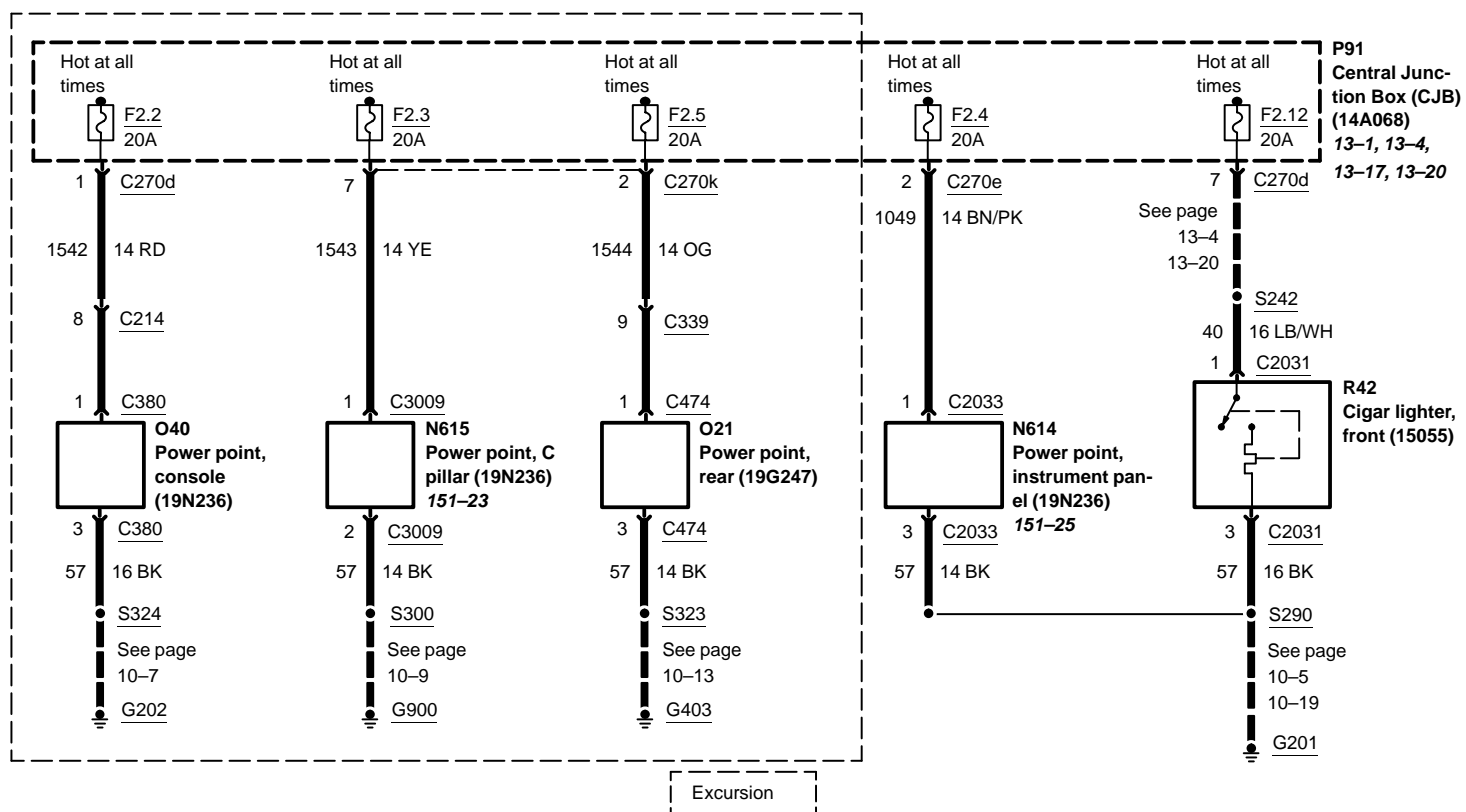 Hot at all
times
F2.2
20A
Hot at all
times
F2.3
20A
Hot at all
times
F2.5
20A
Hot at all
times
F2.4
20A
Hot at all
times
F2.12
20A
P91
Central Junc-
tion Box (CJB)
(14A068)
13–1, 13–4,
13–17, 13–20
1 C270d
7
2 C270k
2 C270e
7 C270d
1542 14 RD
1543 14 YE
1544 14 OG
1049 14 BN/PK
See page
13–4
13–20
S242
40 16 LB/WH
8 C214
9 C339
1 C380
1 C3009
1 C474
1 C2033
1 C2031
O40
Power point,
console
(19N236)
N615
Power point, C
pillar (19N236)
151–23
O21
Power point,
rear (19G247)
N614
Power point,
instrument pan-
el (19N236)
151–25
R42
Cigar lighter,
front (15055)
3 C380
2 C3009
3 C474
3 C2033
3 C2031
57 16 BK
57 14 BK
57 14 BK
57 14 BK
57 16 BK
S324
S300
S323
S290
See page
10–7
See page
10–9
See page
10–13
See page
10–5
10–19
G202
G900
G403
G201
Excursion